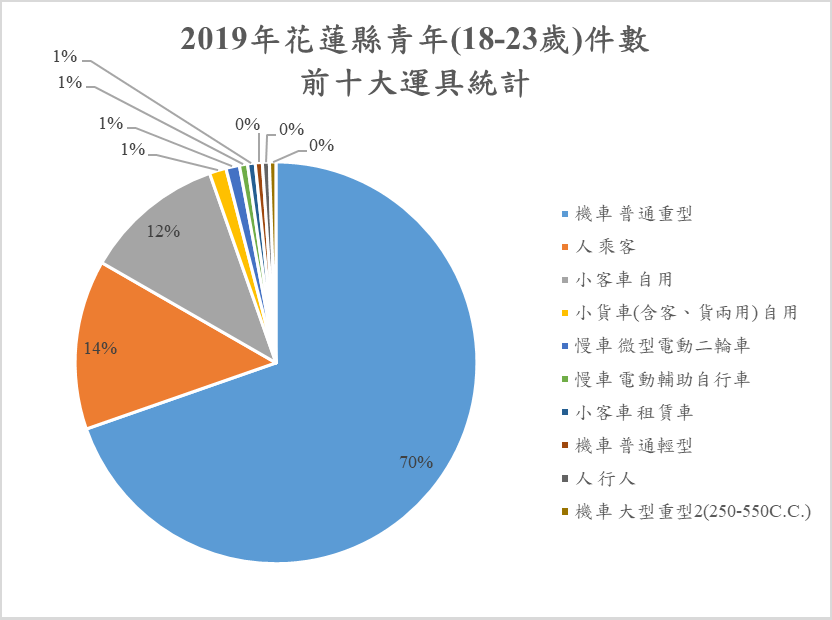 2019年花蓮縣青年(18-23歲)件數
前十大運具統計
1%
1%
1%
1%
0%
0%
0%
12%
14%
70%
機車 普通重型
人 乘客
小客車 自用
小貨車(含客、貨兩用) 自用
慢車 微型電動二輪車
慢車 電動輔助自行車
小客車 租賃車
機車 普通輕型
人 行人
機車 大型重型2(250-550C.C.)